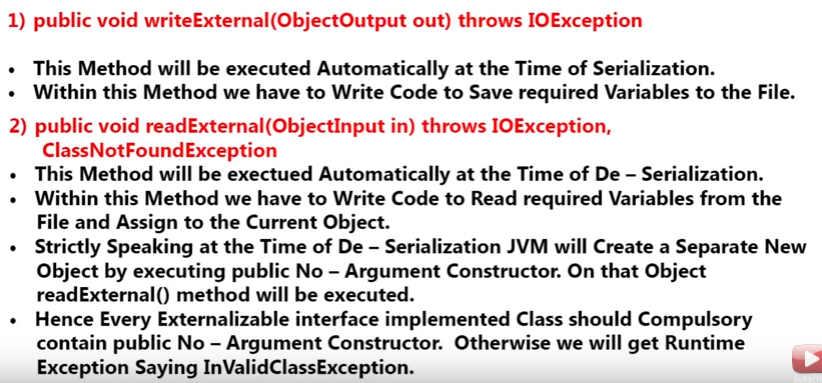 1) public void writeExternal(ObjectOutput out) throws IOException
• This Method will be executed Automatically at the Time of Serialization.
• Within this Method we have to Write Code to Save required Variables to the File.
2) public void readExternal(ObjectInput in) throws IOException,
ClassNotFoundException
• This Method will be exectued Automatically at the Time of De – Serialization.
• Within this Method we have to Write Code to Read required Variables from the
File and Assign to the Current Object.
• Strictly Speaking at the Time of De – Serialization JVM will Create a Separate New
Object by executing public No – Argument Constructor. On that Object
readExternal() method will be executed.
• Hence Every Externalizable interface implemented Class should Compulsory
contain public No – Argument Constructor. Otherwise we will get Runtime
Exception Saying InValidClassException.